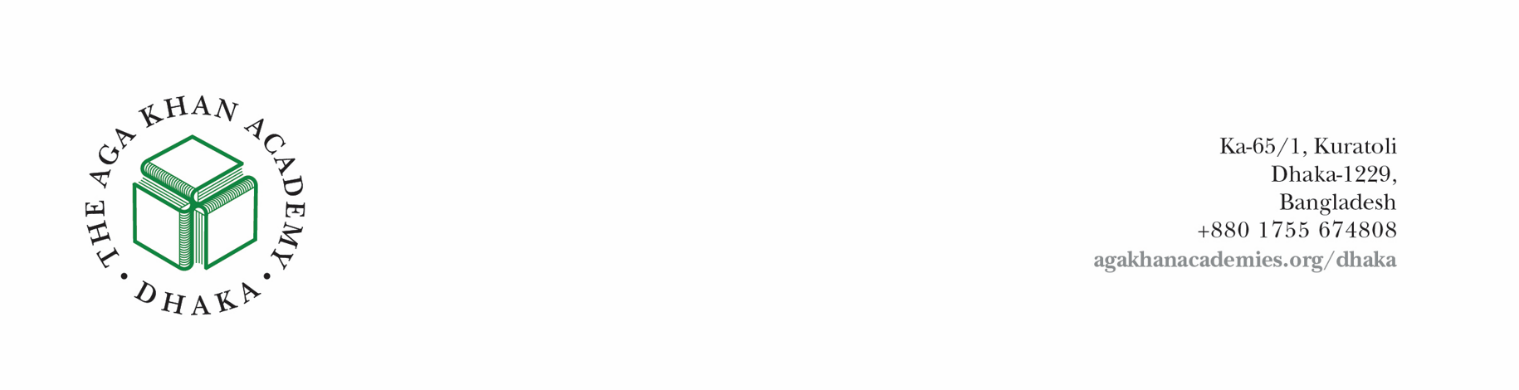 THE AGA KHAN ACADEMY
• DHAKA •
Ka-65/1, Kuratoli
Dhaka-1229,
Bangladesh
+880 1755 674808
agakhanacademies.org/dhaka